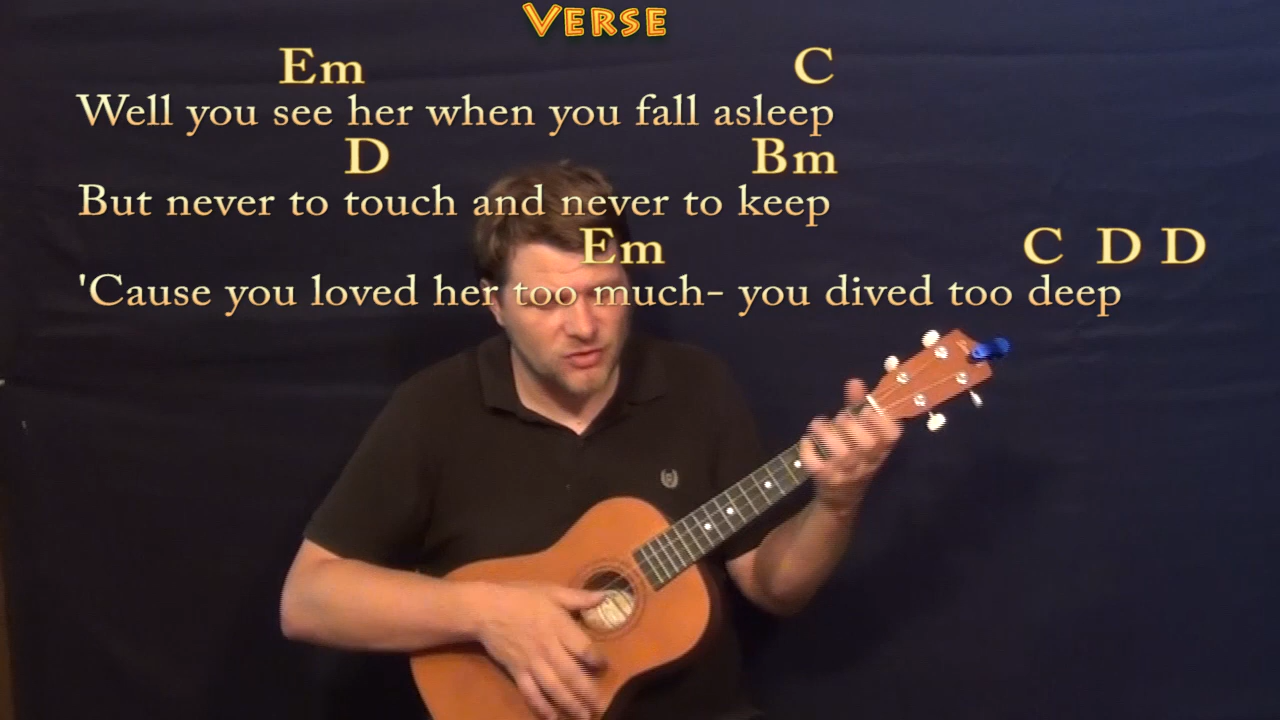 VERSE
Em C
Well you see her when you fall asleep
D Bm
But never to touch and never to keep
Em C D D
'Cause you loved her too much- you dived too deep